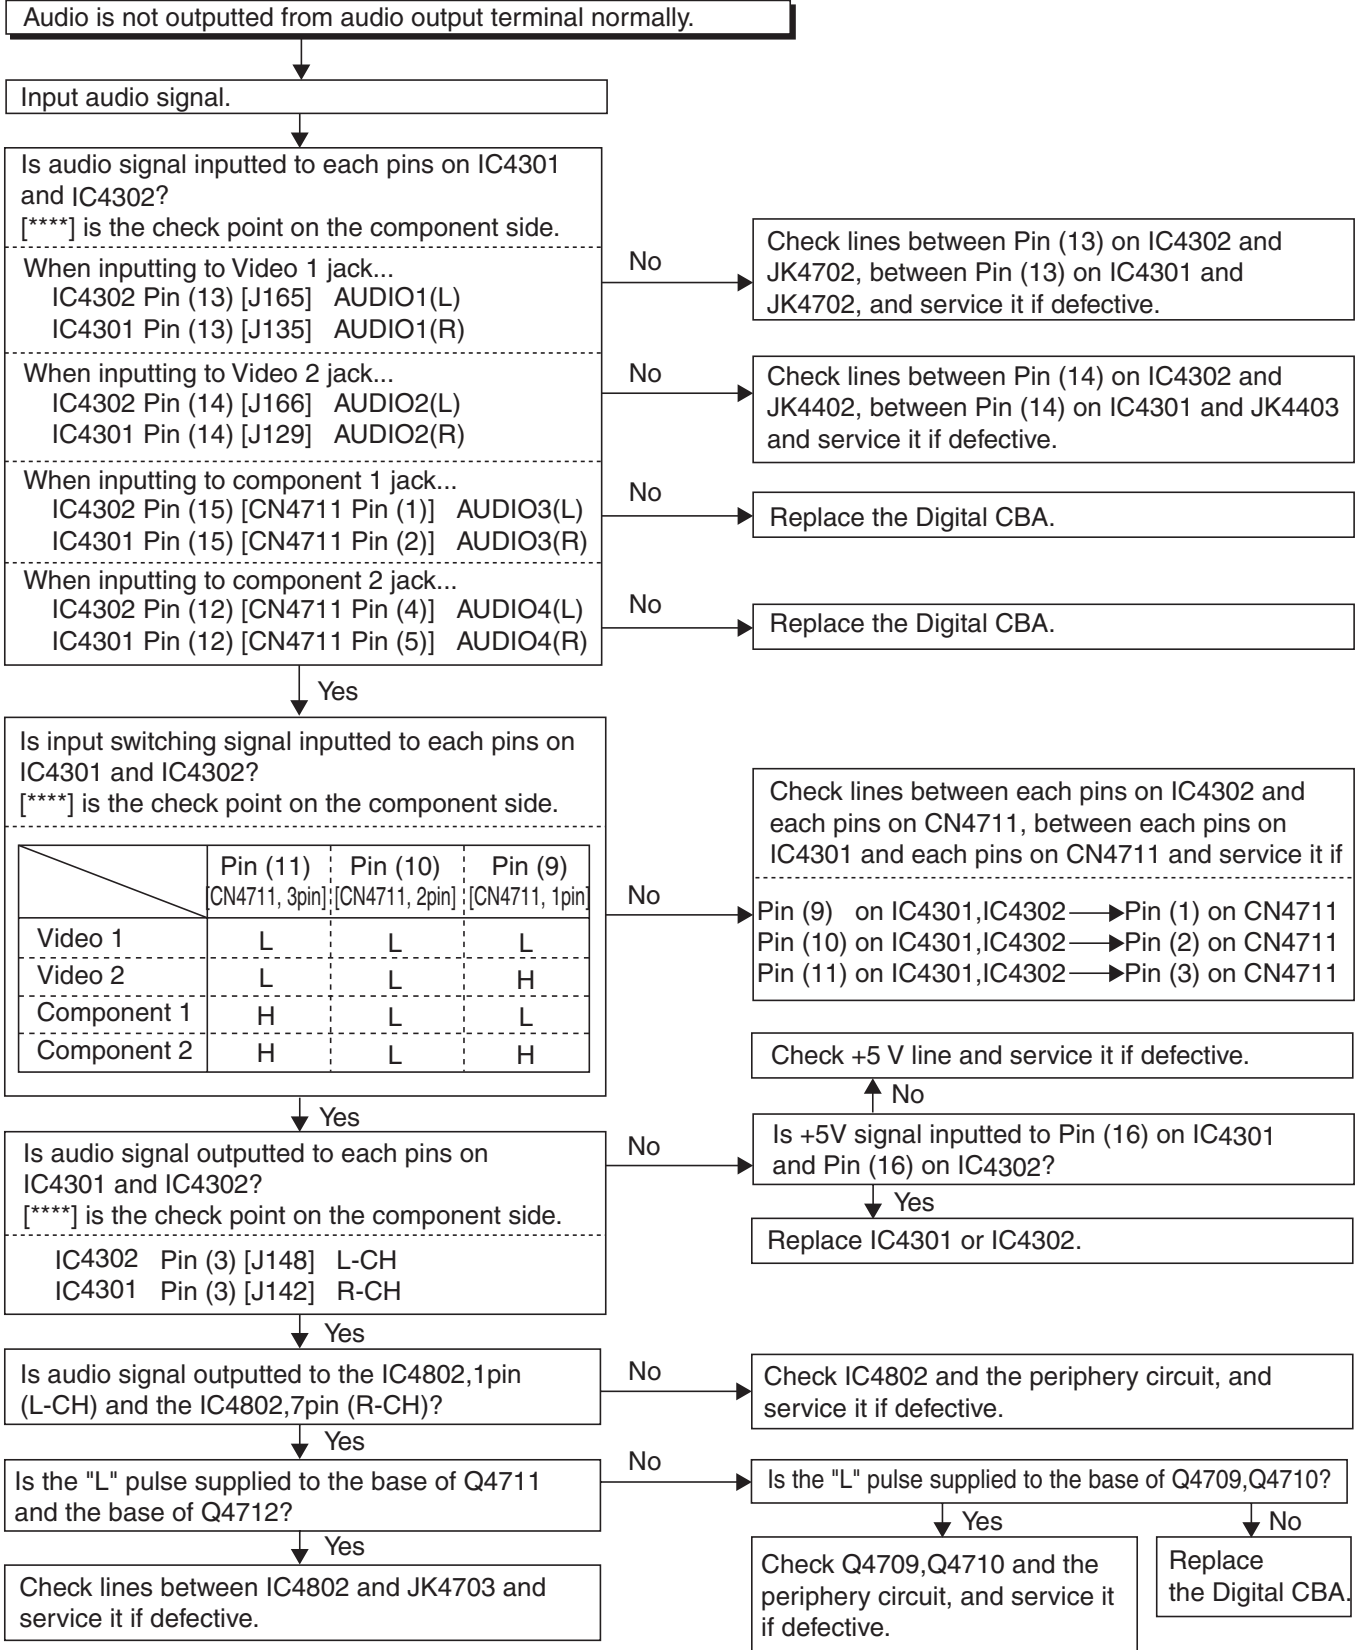 Audio is not outputted from audio output terminal normally.
Input audio signal.
Is audio signal inputted to each pins on IC4301
and IC4302?
[****] is the check point on the component side.
When inputting to Video 1 jack...
IC4302 Pin (13) [J165] AUDIO1(L)
IC4301 Pin (13) [J135] AUDIO1(R)
No
Check lines between Pin (13) on IC4302 and
JK4702, between Pin (13) on IC4301 and
JK4702, and service it if defective.
When inputting to Video 2 jack...
IC4302 Pin (14) [J166] AUDIO2(L)
IC4301 Pin (14) [J129] AUDIO2(R)
No
Check lines between Pin (14) on IC4302 and
JK4402, between Pin (14) on IC4301 and JK4403
and service it if defective.
When inputting to component 1 jack...
IC4302 Pin (15) [CN4711 Pin (1)] AUDIO3(L)
IC4301 Pin (15) [CN4711 Pin (2)] AUDIO3(R)
No
Replace the Digital CBA.
When inputting to component 2 jack...
IC4302 Pin (12) [CN4711 Pin (4)] AUDIO4(L)
IC4301 Pin (12) [CN4711 Pin (5)] AUDIO4(R)
No
Replace the Digital CBA.
Yes
Is input switching signal inputted to each pins on
IC4301 and IC4302?
[****] is the check point on the component side.
Pin (11) Pin (10) Pin (9)
[CN4711, 3pin] [CN4711, 2pin] [CN4711, 1pin]
Video 1 L L L
Video 2 L L H
Component 1 H L L
Component 2 H L H
No
Check lines between each pins on IC4302 and
each pins on CN4711, between each pins on
IC4301 and each pins on CN4711 and service it if
Pin (9) on IC4301,IC4302 Pin (1) on CN4711
Pin (10) on IC4301,IC4302 Pin (2) on CN4711
Pin (11) on IC4301,IC4302 Pin (3) on CN4711
Yes
Is audio signal outputted to each pins on
IC4301 and IC4302?
[****] is the check point on the component side.
IC4302 Pin (3) [J148] L-CH
IC4301 Pin (3) [J142] R-CH
No
Check +5 V line and service it if defective.
No
Is +5V signal inputted to Pin (16) on IC4301
and Pin (16) on IC4302?
Yes
Replace IC4301 or IC4302.
Yes
Is audio signal outputted to the IC4802,1pin
(L-CH) and the IC4802,7pin (R-CH)?
No
Check IC4802 and the periphery circuit, and
service it if defective.
Yes
Is the "L" pulse supplied to the base of Q4711
and the base of Q4712?
No
Is the "L" pulse supplied to the base of Q4709,Q4710?
Yes
No
Yes
Check lines between IC4802 and JK4703 and
service it if defective.
Check Q4709,Q4710 and the
periphery circuit, and service it
if defective.
Replace
the Digital CBA.